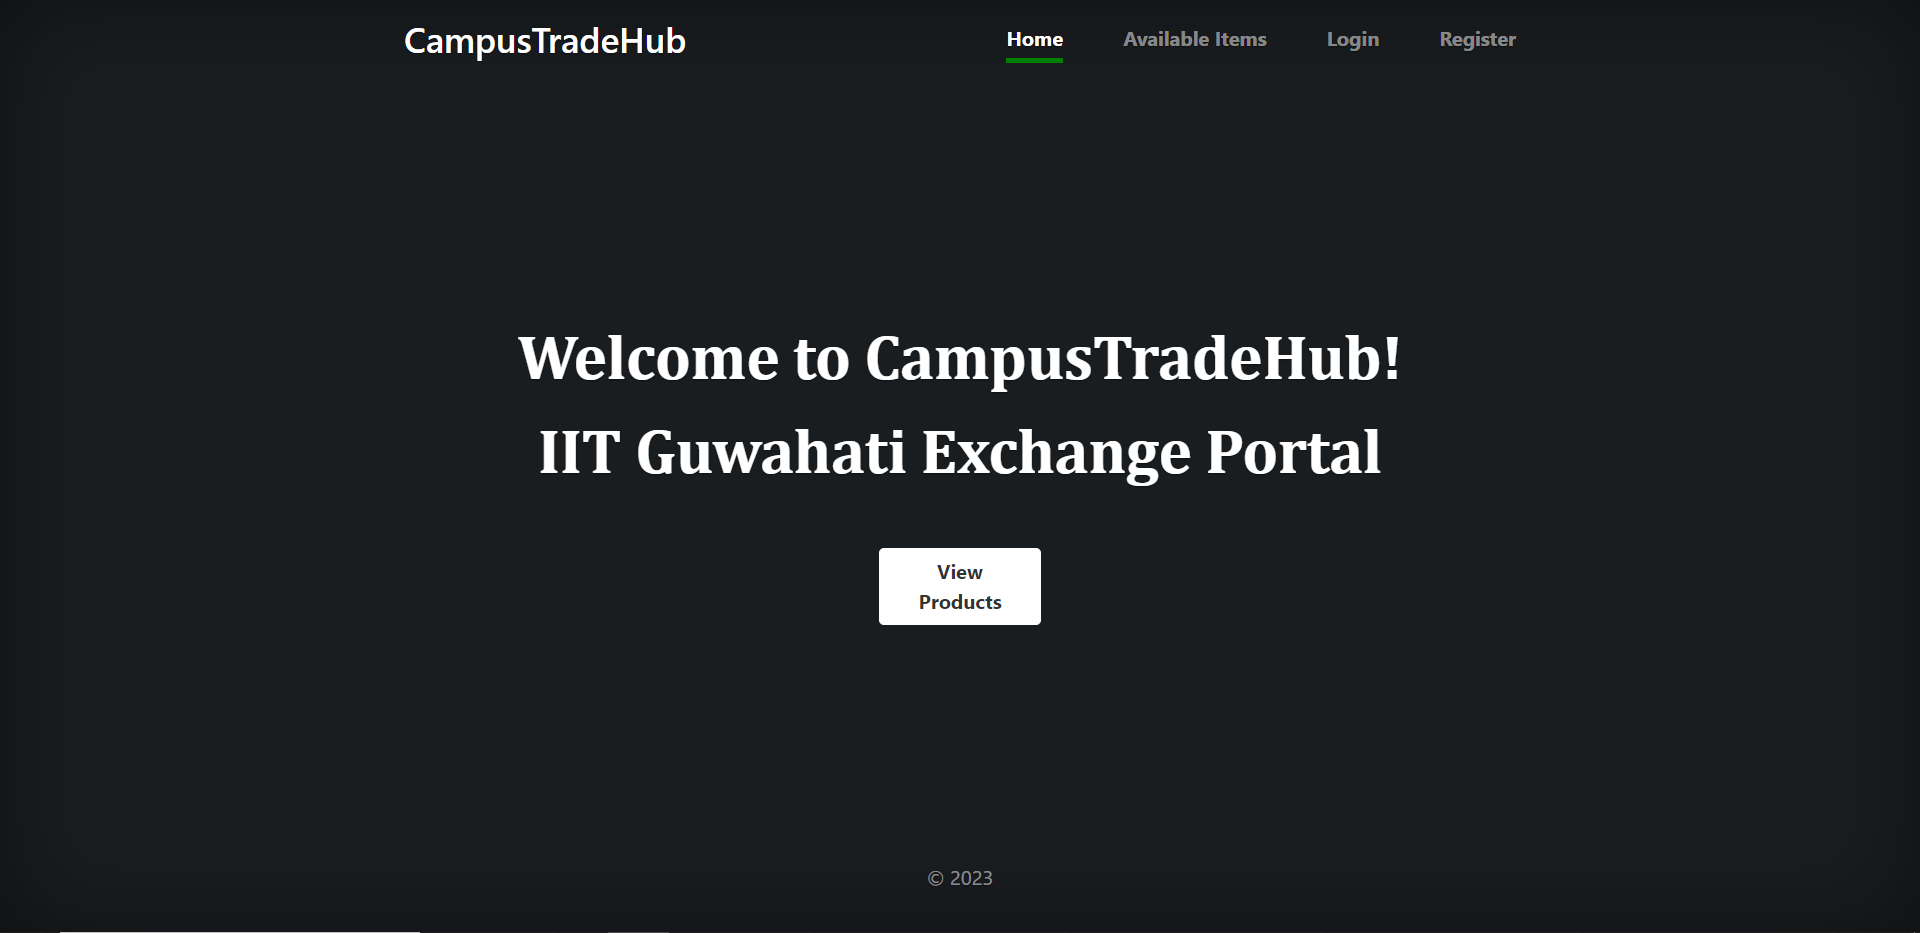 CampusTradeHub
Home Available Items Login Register
Welcome to CampusTradeHub!
IIT Guwahati Exchange Portal
View
Products
© 2023